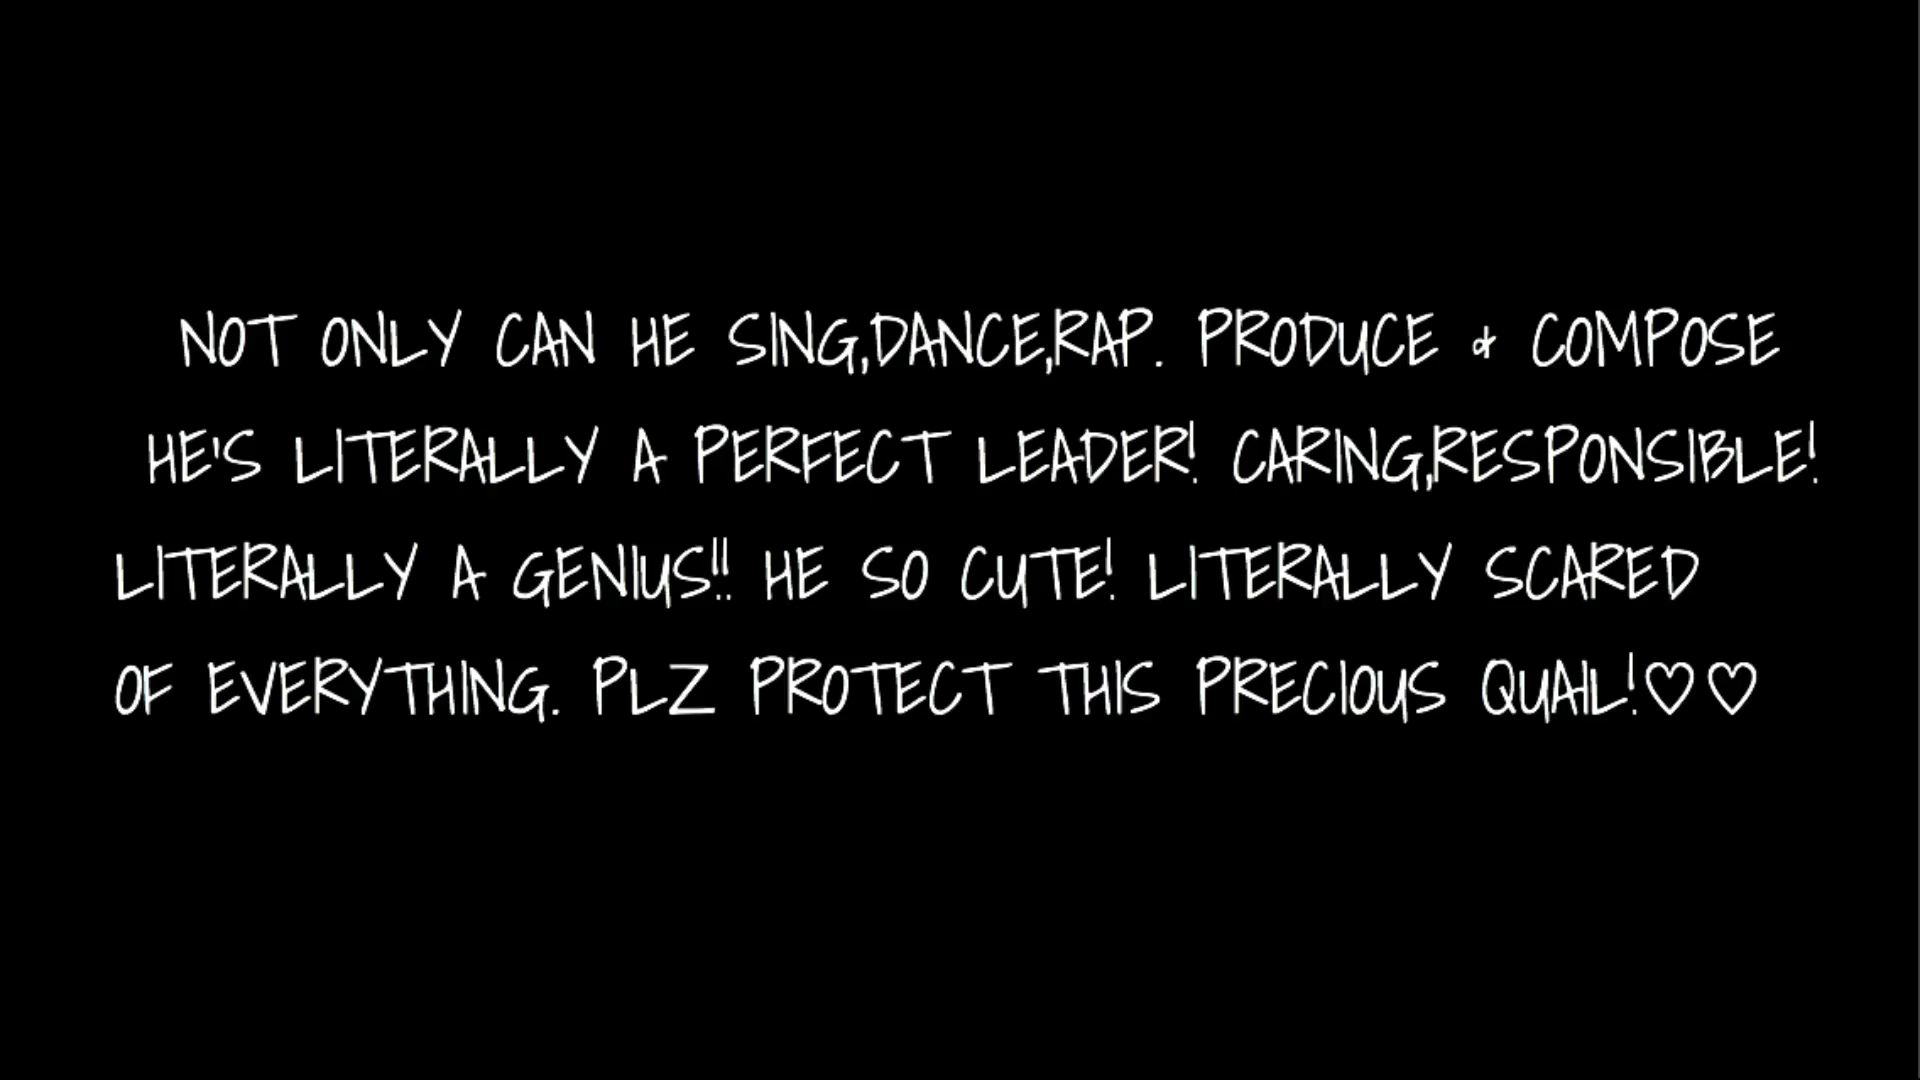 NOT ONLY CAN HE SING,DANCE,RAP. PRODUCE & COMPOSE
HE'S LITERALLY A PERFECT LEADER! CARING,RESPONSIBLE!
LITERALLY A GENIUS!! HE SO CUTE! LITERALLY SCARED
OF EVERYTHING. PLZ PROTECT THIS PRECIOUS QUAIL!♡♡